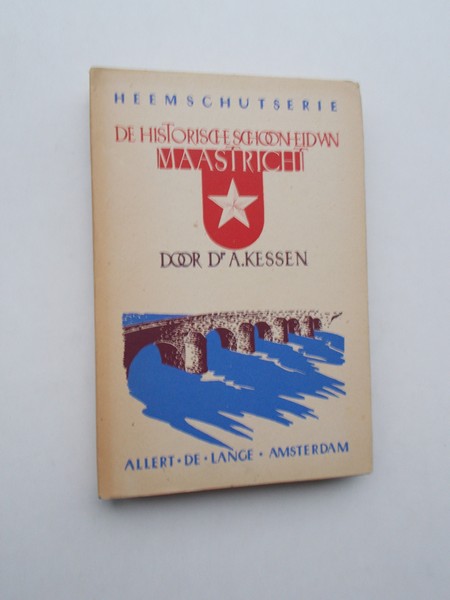 HEEMSCHUTSERIE
DE HISTORISCHE SCHOONHEID VAN
MAASTRICHT
DOOR Dr A. KESSEN
ALLERT · DE · LANGE · AMSTERDAM